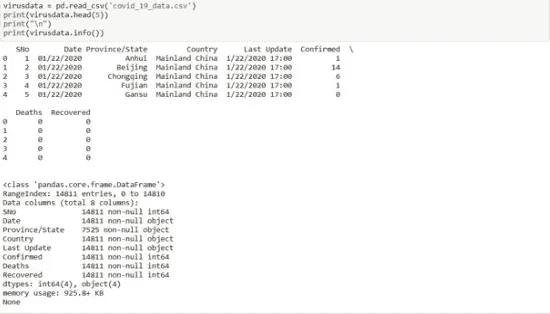 virusdata = pd.read_csv('covid_19_data.csv')
print(virusdata.head(5))
print("\n")
print(virusdata.info())
SNo Date Province/State Country Last Update Confirmed \
0 1 01/22/2020 Anhui Mainland China 1/22/2020 17:00 1
1 2 01/22/2020 Beijing Mainland China 1/22/2020 17:00 14
2 3 01/22/2020 Chongqing Mainland China 1/22/2020 17:00 6
3 4 01/22/2020 Fujian Mainland China 1/22/2020 17:00 1
4 5 01/22/2020 Gansu Mainland China 1/22/2020 17:00 0
Deaths Recovered
0 0 0
1 0 0
2 0 0
3 0 0
4 0 0
<class 'pandas.core.frame.DataFrame'>
RangeIndex: 14811 entries, 0 to 14810
Data columns (total 8 columns):
SNo 14811 non-null int64
Date 14811 non-null object
Province/State 7525 non-null object
Country 14811 non-null object
Last Update 14811 non-null object
Confirmed 14811 non-null int64
Deaths 14811 non-null int64
Recovered 14811 non-null int64
dtypes: int64(4), object(4)
memory usage: 925.8+ KB
None